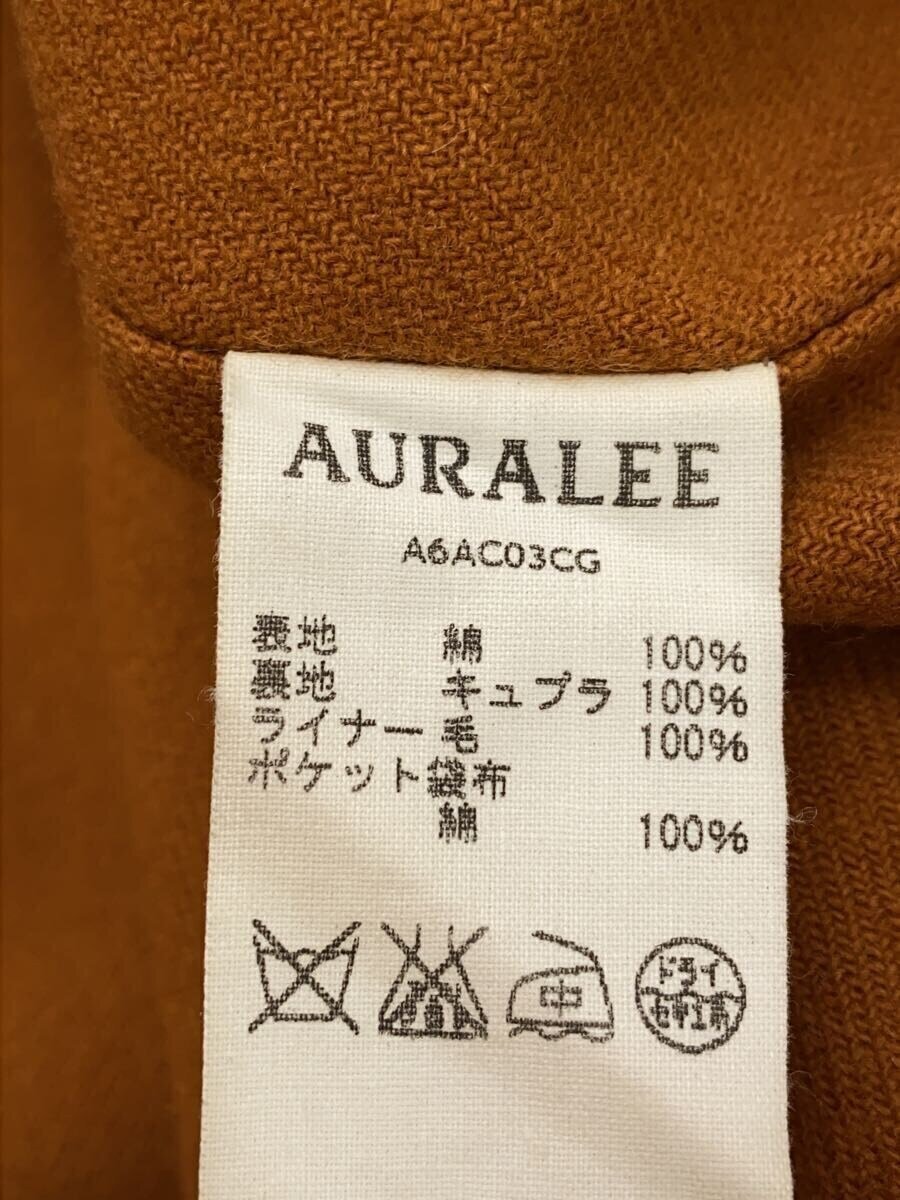 AURALEE
A6AC03CG
表地 綿 100%
裏地 キュプラ 100%
ライナー 毛 100%
ポケット袋布
綿 100%
中
ドライ